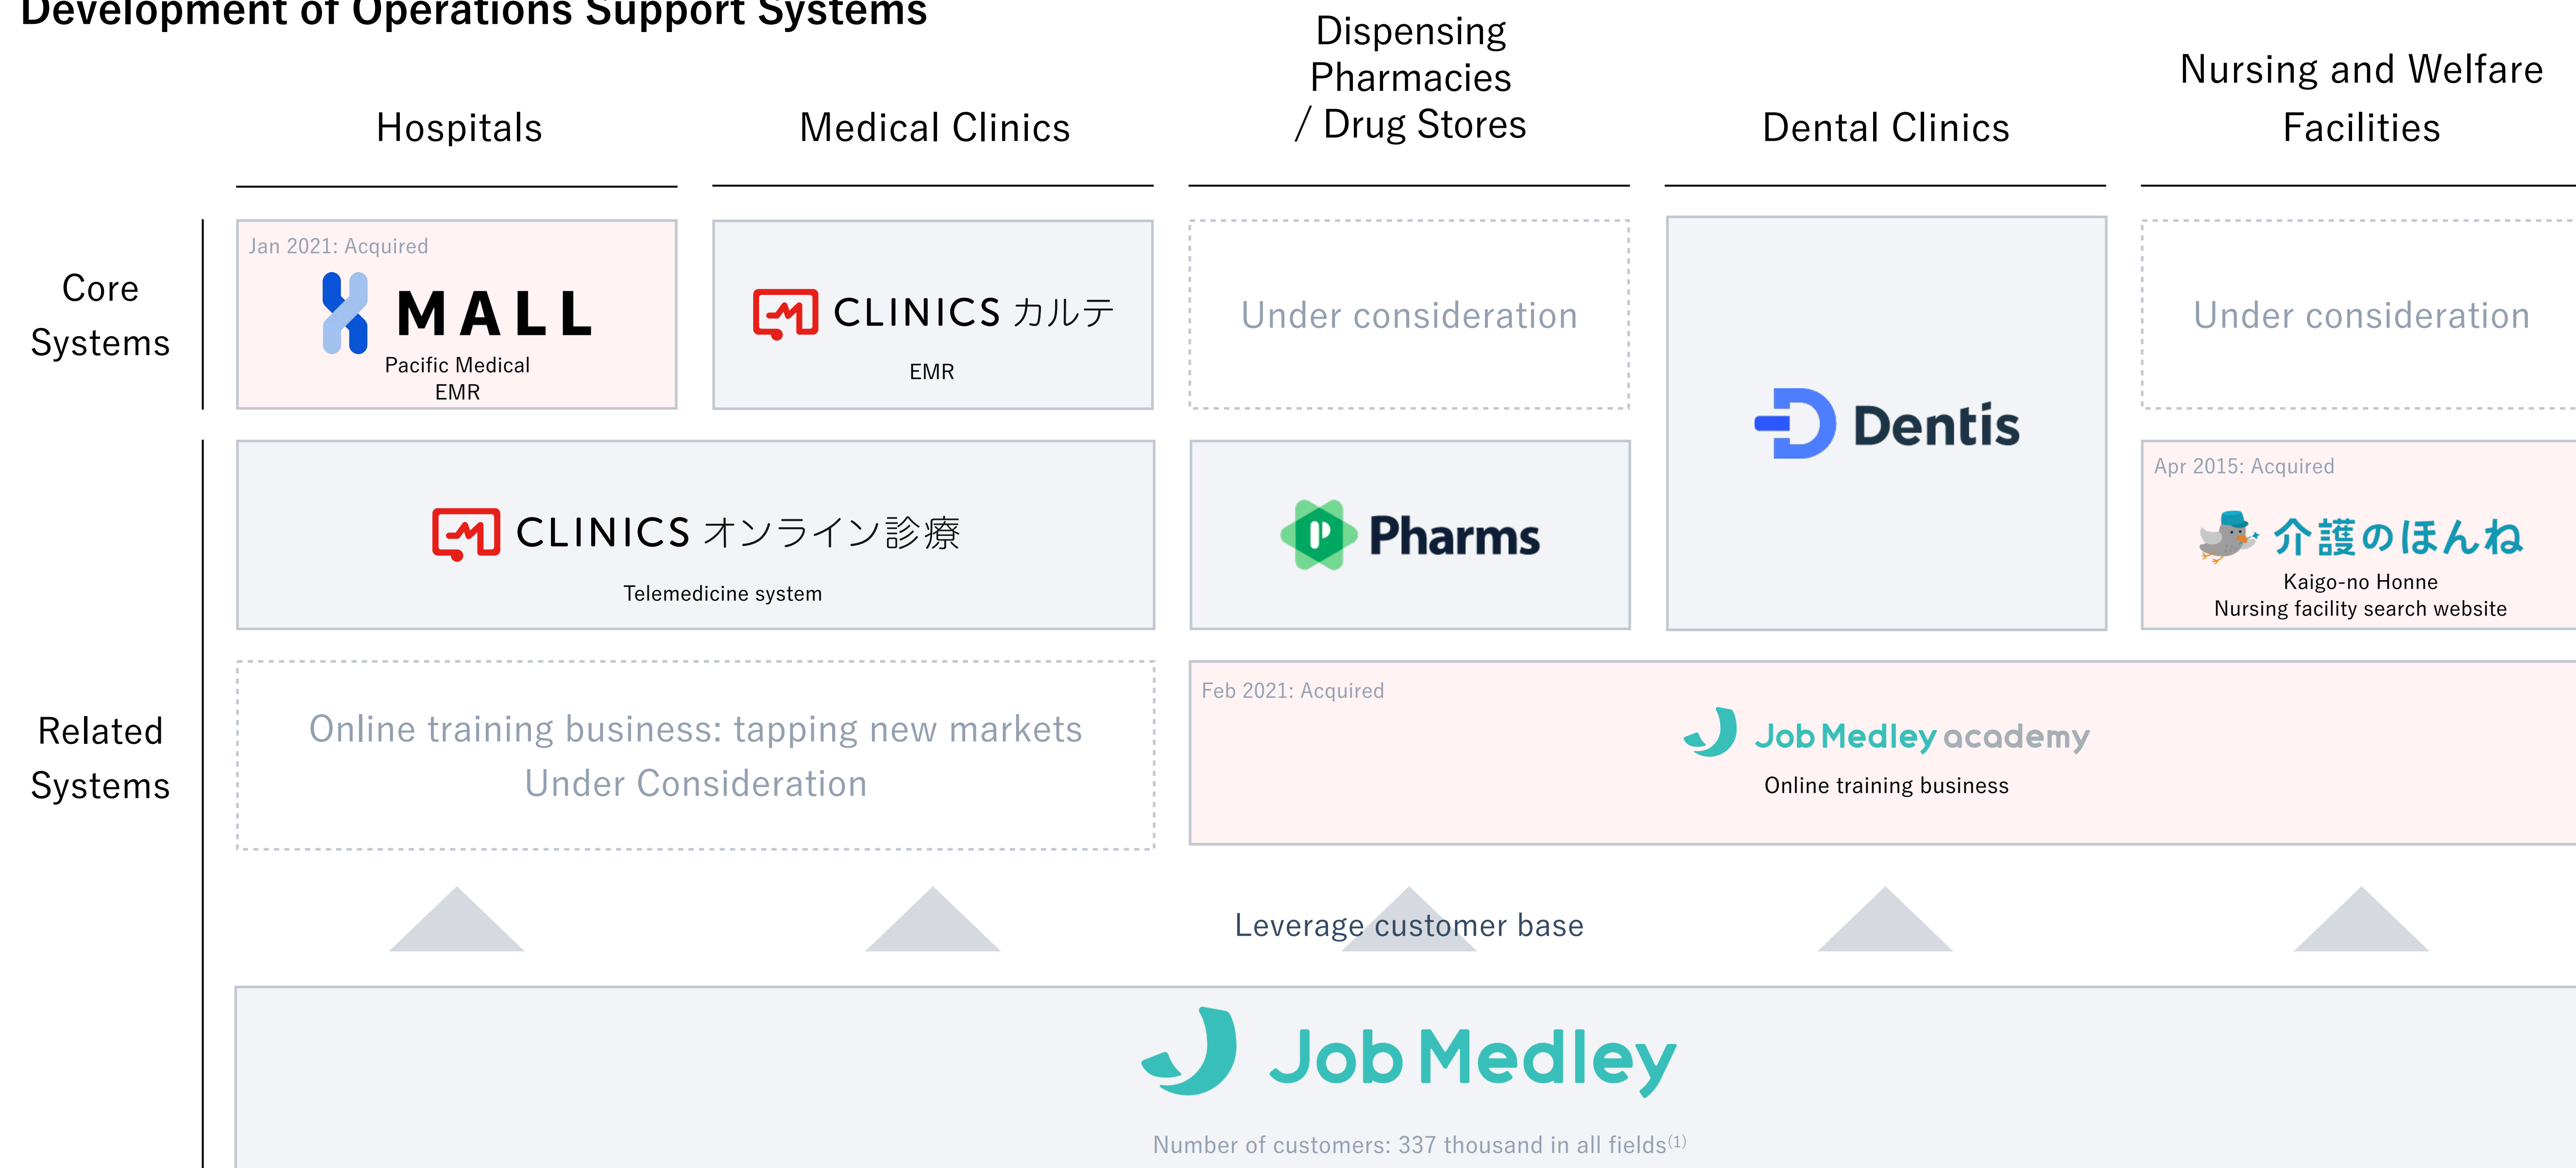 Development of Operations Support Systems
Hospitals
Medical Clinics
Dispensing
Pharmacies
/ Drug Stores
Dental Clinics
Nursing and Welfare
Facilities
Core
Systems
Jan 2021: Acquired
MALL
Pacific Medical
EMR
CLINICS カルテ
EMR
Under consideration
Dentis
Under consideration
Related
Systems
CLINICS オンライン診療
Telemedicine system
Pharms
Apr 2015: Acquired
介護のほんね
Kaigo-no Honne
Nursing facility search website
Online training business: tapping new markets
Under Consideration
Feb 2021: Acquired
Job Medley academy
Online training business
Leverage customer base
Job Medley
Number of customers: 337 thousand in all fields(1)